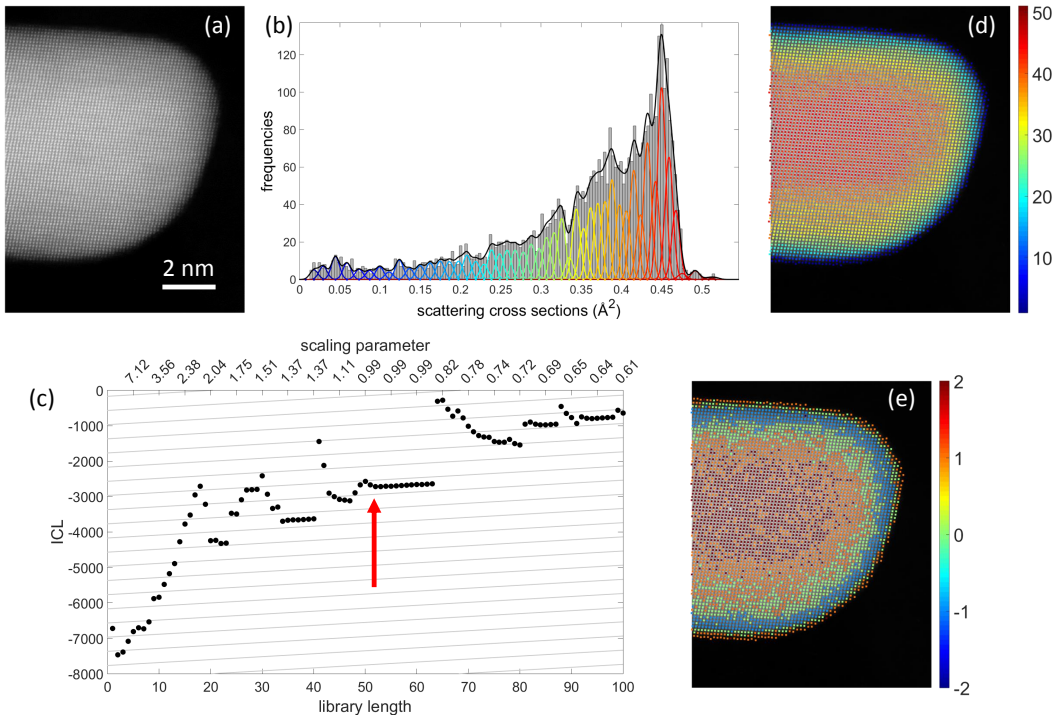 (a)
2 nm
(b)
frequencies
120
100
80
60
40
20
0
0 0.05 0.1 0.15 0.2 0.25 0.3 0.35 0.4 0.45 0.5
scattering cross sections (Å2)
(d)
50
40
30
20
10
scaling parameter
7.12 3.56 2.38 2.04 1.75 1.51 1.37 1.37 1.11 0.99 0.99 0.99 0.82 0.78 0.74 0.72 0.69 0.65 0.64 0.61
(c)
ICL
0
-1000
-2000
-3000
-4000
-5000
-6000
-7000
-8000
0 10 20 30 40 50 60 70 80 90 100
library length
(e)
2
1
0
-1
-2